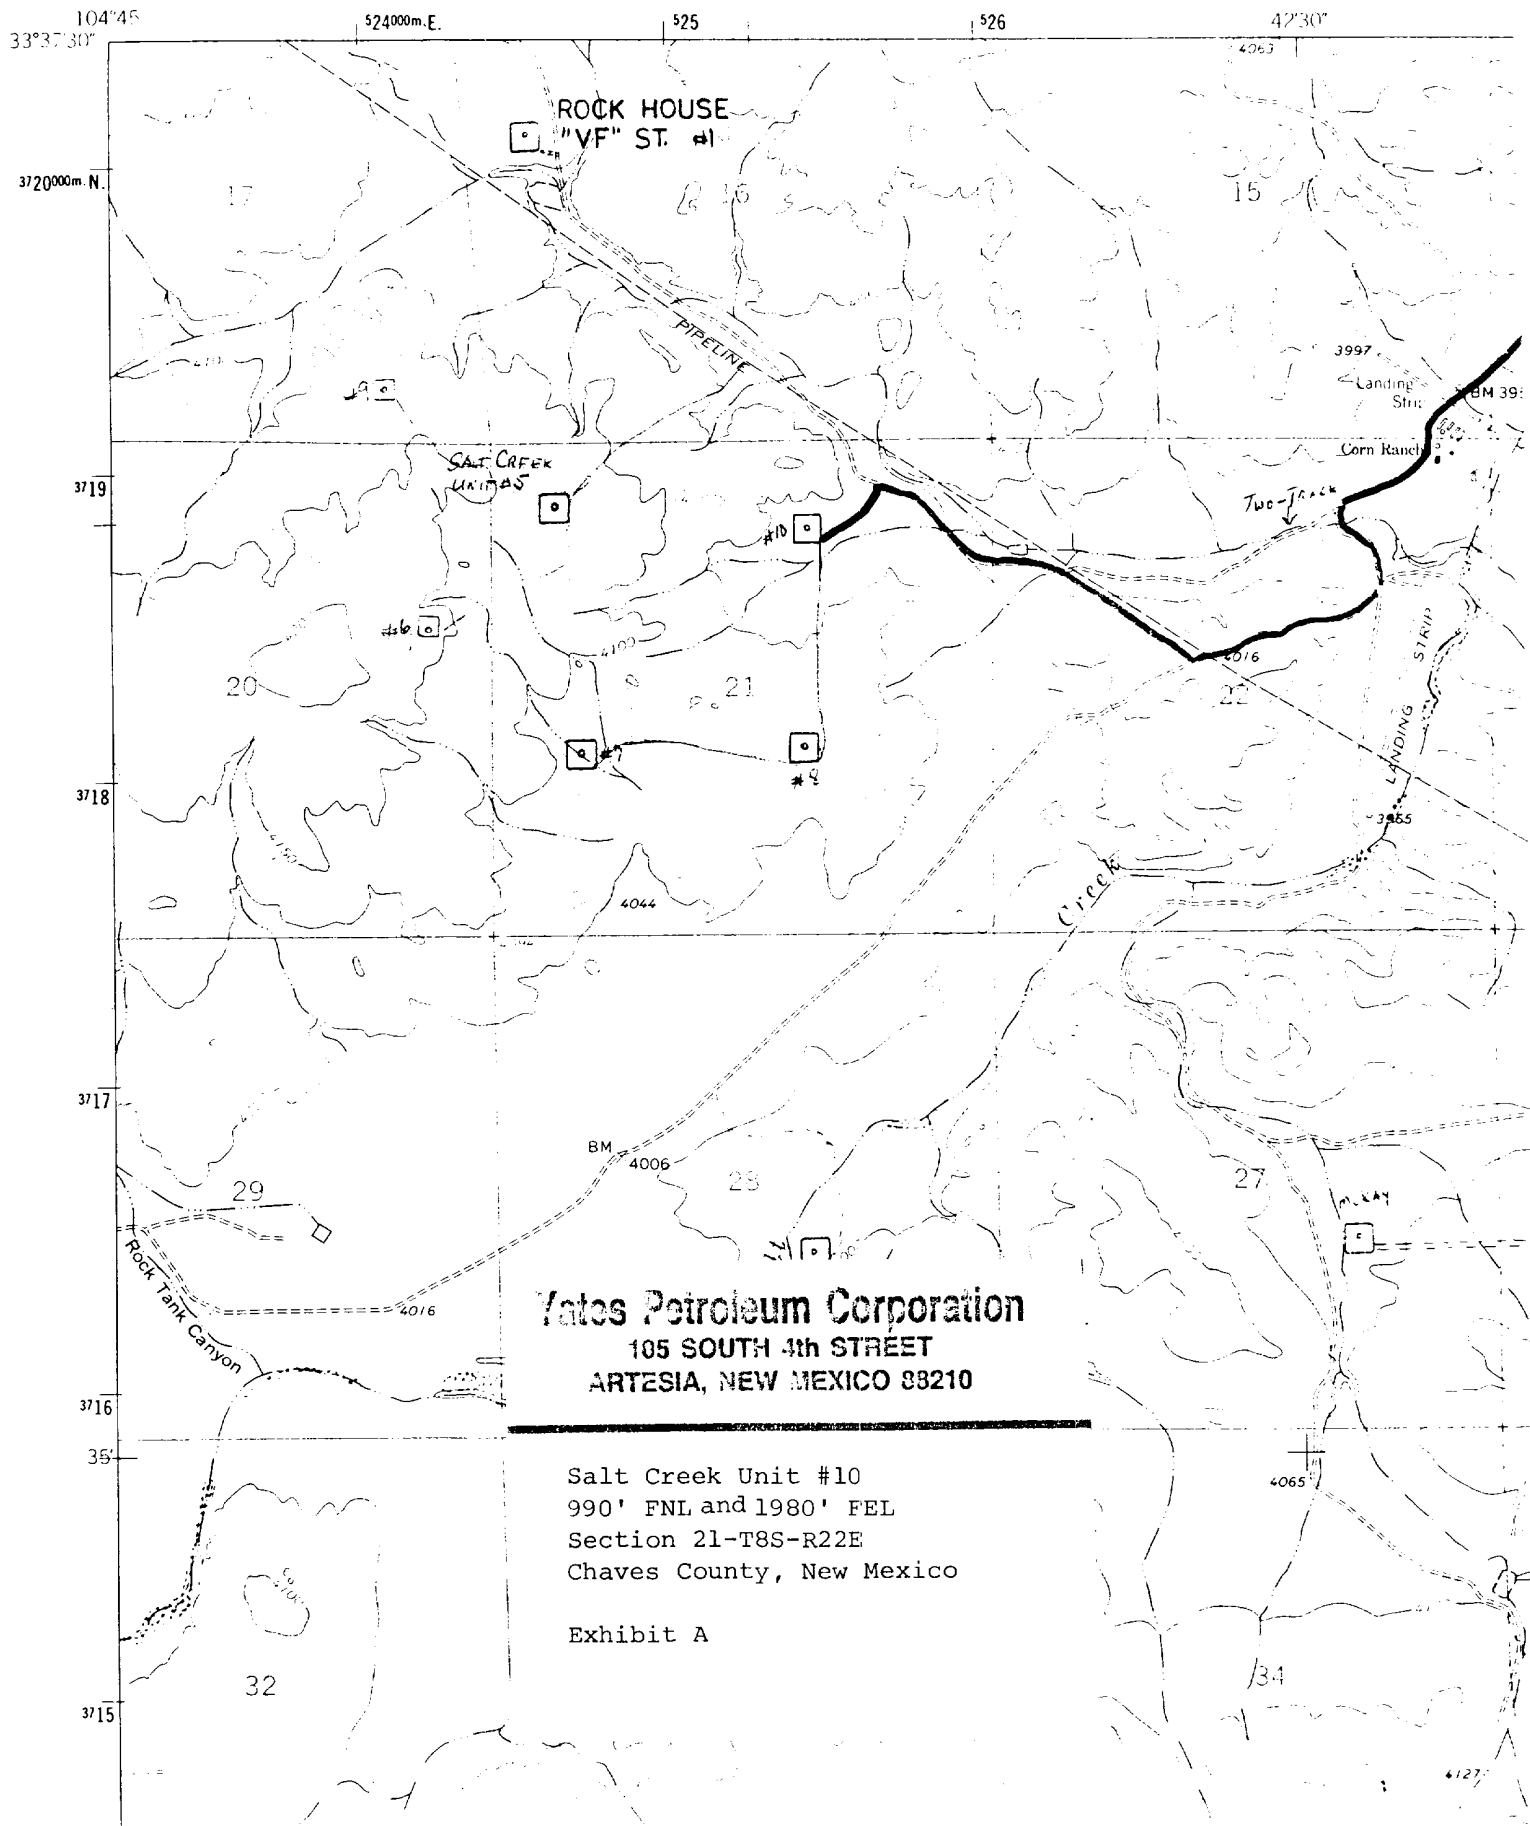 104°45'
524000m.E.
525
526
42'30"
33°37'30"
4063
ROCK HOUSE
"VF" ST. #1
3720000m.N.
17
16
15
PIPELINE
3997
Landing
Strip
BM
#9
Corn Ranch
SALT CREEK
UNIT #5
3719
TWO-TRACK
#10
#6
4100
4016
20
21
22
LANDING STRIP
#7
#8
3718
3965
4150
Creek
4044
3717
BM
4006
29
28
27
McKAY
Rock Tank Canyon
4016
Yates Petroleum Corporation
105 SOUTH 4th STREET
ARTESIA, NEW MEXICO 88210
3716
35'
4065
Salt Creek Unit #10
990' FNL and 1980' FEL
Section 21-T8S-R22E
Chaves County, New Mexico
Exhibit A
32
34
3715
4127